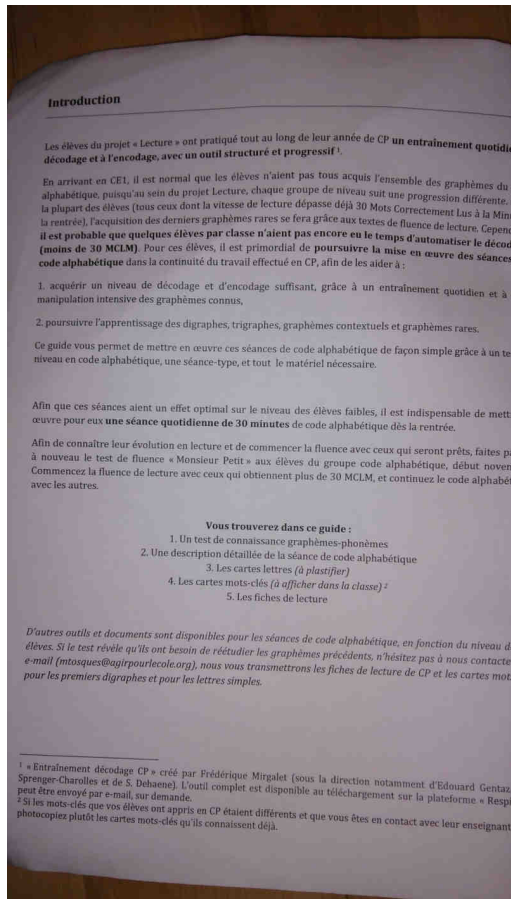 Introduction
Les élèves du projet « Lecture » ont pratiqué tout au long de leur année de CP un entraînement quotidie
décodage et à l'encodage, avec un outil structuré et progressif ¹.
En arrivant en CE1, il est normal que les élèves n'aient pas tous acquis l'ensemble des graphèmes du
alphabétique, puisqu'au sein du projet Lecture, chaque groupe de niveau suit une progression différente.
la plupart des élèves (tous ceux dont la vitesse de lecture dépasse déjà 30 Mots Correctement Lus à la Min
la rentrée), l'acquisition des derniers graphèmes rares se fera grâce aux textes de fluence de lecture. Cepen
il est probable que quelques élèves par classe n'aient pas encore eu le temps d'automatiser le décod
(moins de 30 MCLM). Pour ces élèves, il est primordial de poursuivre la mise en œuvre des séances
code alphabétique dans la continuité du travail effectué en CP, afin de les aider à :
1. acquérir un niveau de décodage et d'encodage suffisant, grâce à un entraînement quotidien et à
manipulation intensive des graphèmes connus,
2. poursuivre l'apprentissage des digraphes, trigraphes, graphèmes contextuels et graphèmes rares.
Ce guide vous permet de mettre en œuvre ces séances de code alphabétique de façon simple grâce à un te
niveau en code alphabétique, une séance-type, et tout le matériel nécessaire.
Afin que ces séances aient un effet optimal sur le niveau des élèves faibles, il est indispensable de mett
œuvre pour eux une séance quotidienne de 30 minutes de code alphabétique dès la rentrée.
Afin de connaître leur évolution en lecture et de commencer la fluence avec ceux qui seront prêts, faites pa
à nouveau le test de fluence « Monsieur Petit » aux élèves du groupe code alphabétique, début novem
Commencez la fluence de lecture avec ceux qui obtiennent plus de 30 MCLM, et continuez le code alphabét
avec les autres.
Vous trouverez dans ce guide :
1. Un test de connaissance graphèmes-phonèmes
2. Une description détaillée de la séance de code alphabétique
3. Les cartes lettres (à plastifier)
4. Les cartes mots-clés (à afficher dans la classe) ²
5. Les fiches de lecture
D'autres outils et documents sont disponibles pour les séances de code alphabétique, en fonction du niveau d
élèves. Si le test révèle qu'ils ont besoin de réétudier les graphèmes précédents, n'hésitez pas à nous contacte
e-mail (mtosques@agirpourlecole.org), nous vous transmettrons les fiches de lecture de CP et les cartes mot
pour les premiers digraphes et pour les lettres simples.
¹ « Entraînement décodage CP » créé par Frédérique Mirgalet (sous la direction notamment d'Edouard Gentaz
Sprenger-Charolles et de S. Dehaene). L'outil complet est disponible au téléchargement sur la plateforme « Resp
peut être envoyé par e-mail, sur demande.
² Si les mots-clés que vos élèves ont appris en CP étaient différents et que vous êtes en contact avec leur enseignant
photocopiez plutôt les cartes mots-clés qu'ils connaissent déjà.